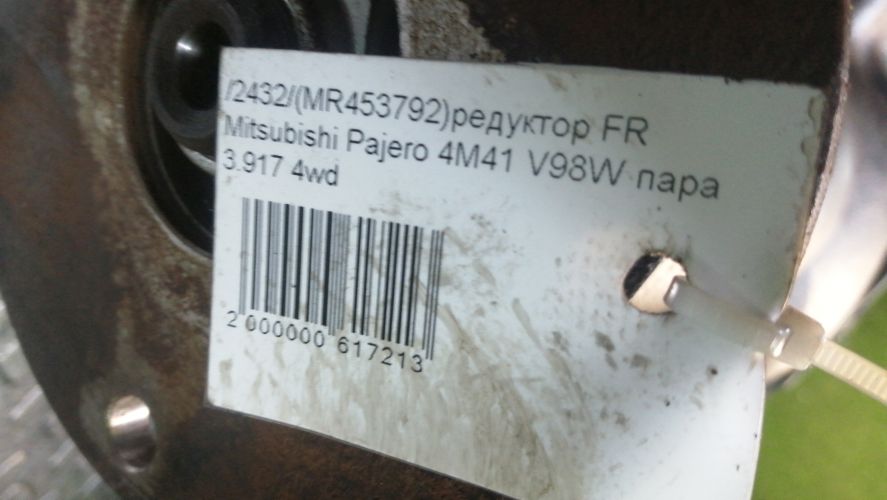 /2432/(MR453792)редуктор FR
Mitsubishi Pajero 4M41 V98W пара
3.917 4wd
2 000000 617213